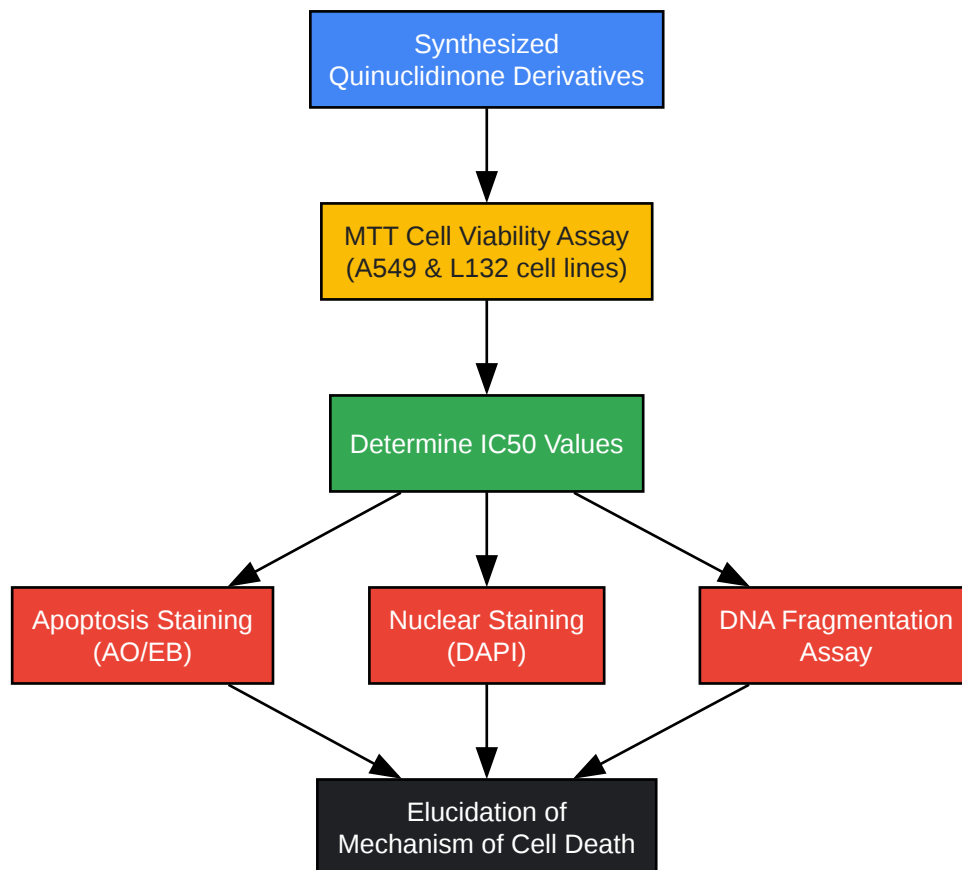 Synthesized
Quinuclidinone Derivatives
MTT Cell Viability Assay
(A549 & L132 cell lines)
Determine IC50 Values
Apoptosis Staining
(AO/EB)
Nuclear Staining
(DAPI)
DNA Fragmentation
Assay
Elucidation of
Mechanism of Cell Death